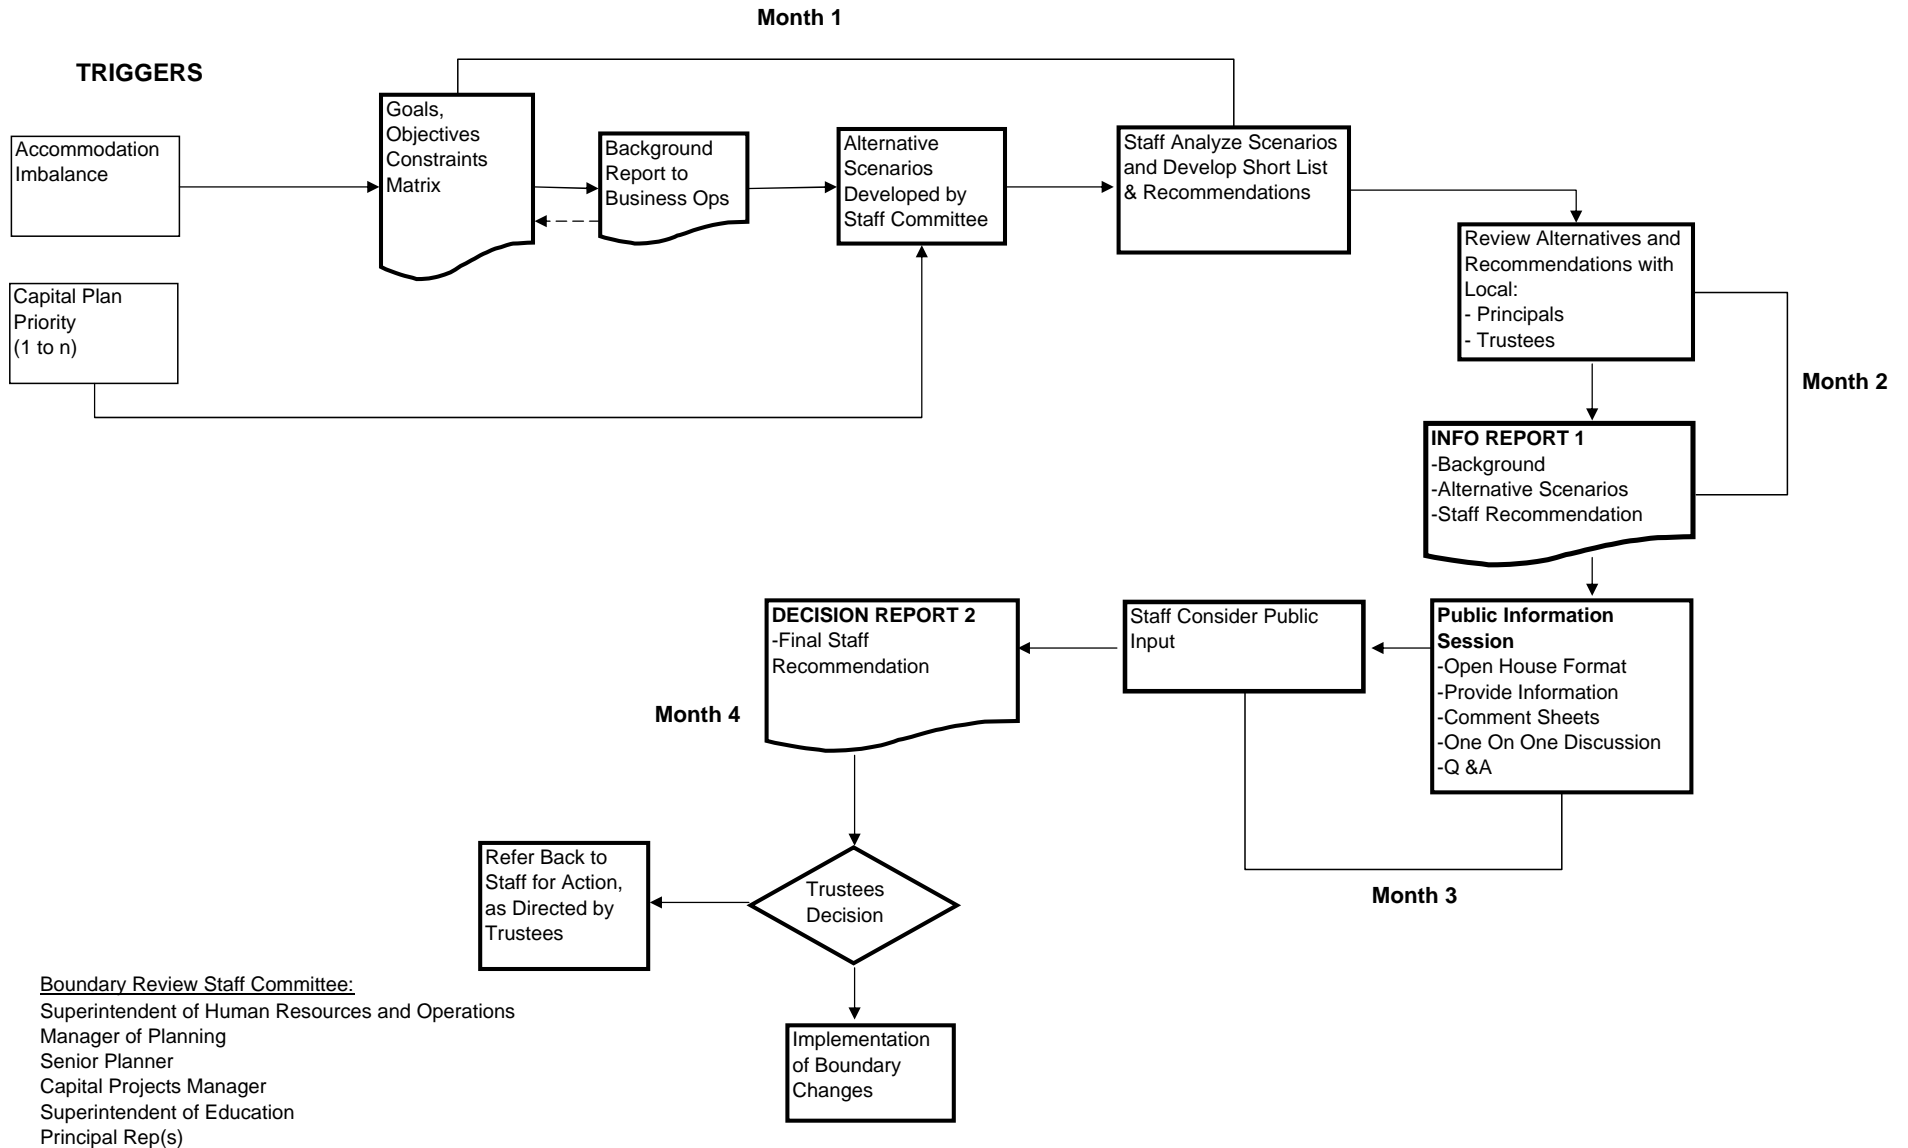 Month 1
TRIGGERS
Accommodation
Imbalance
Goals,
Objectives
Constraints
Matrix
Background
Report to
Business Ops
Alternative
Scenarios
Developed by
Staff Committee
Staff Analyze Scenarios
and Develop Short List
& Recommendations
Capital Plan
Priority
(1 to n)
Review Alternatives and
Recommendations with
Local:
- Principals
- Trustees
Month 2
INFO REPORT 1
-Background
-Alternative Scenarios
-Staff Recommendation
Public Information
Session
-Open House Format
-Provide Information
-Comment Sheets
-One On One Discussion
-Q &A
Staff Consider Public
Input
Month 3
DECISION REPORT 2
-Final Staff
Recommendation
Month 4
Trustees
Decision
Refer Back to
Staff for Action,
as Directed by
Trustees
Implementation
of Boundary
Changes
Boundary Review Staff Committee:
Superintendent of Human Resources and Operations
Manager of Planning
Senior Planner
Capital Projects Manager
Superintendent of Education
Principal Rep(s)